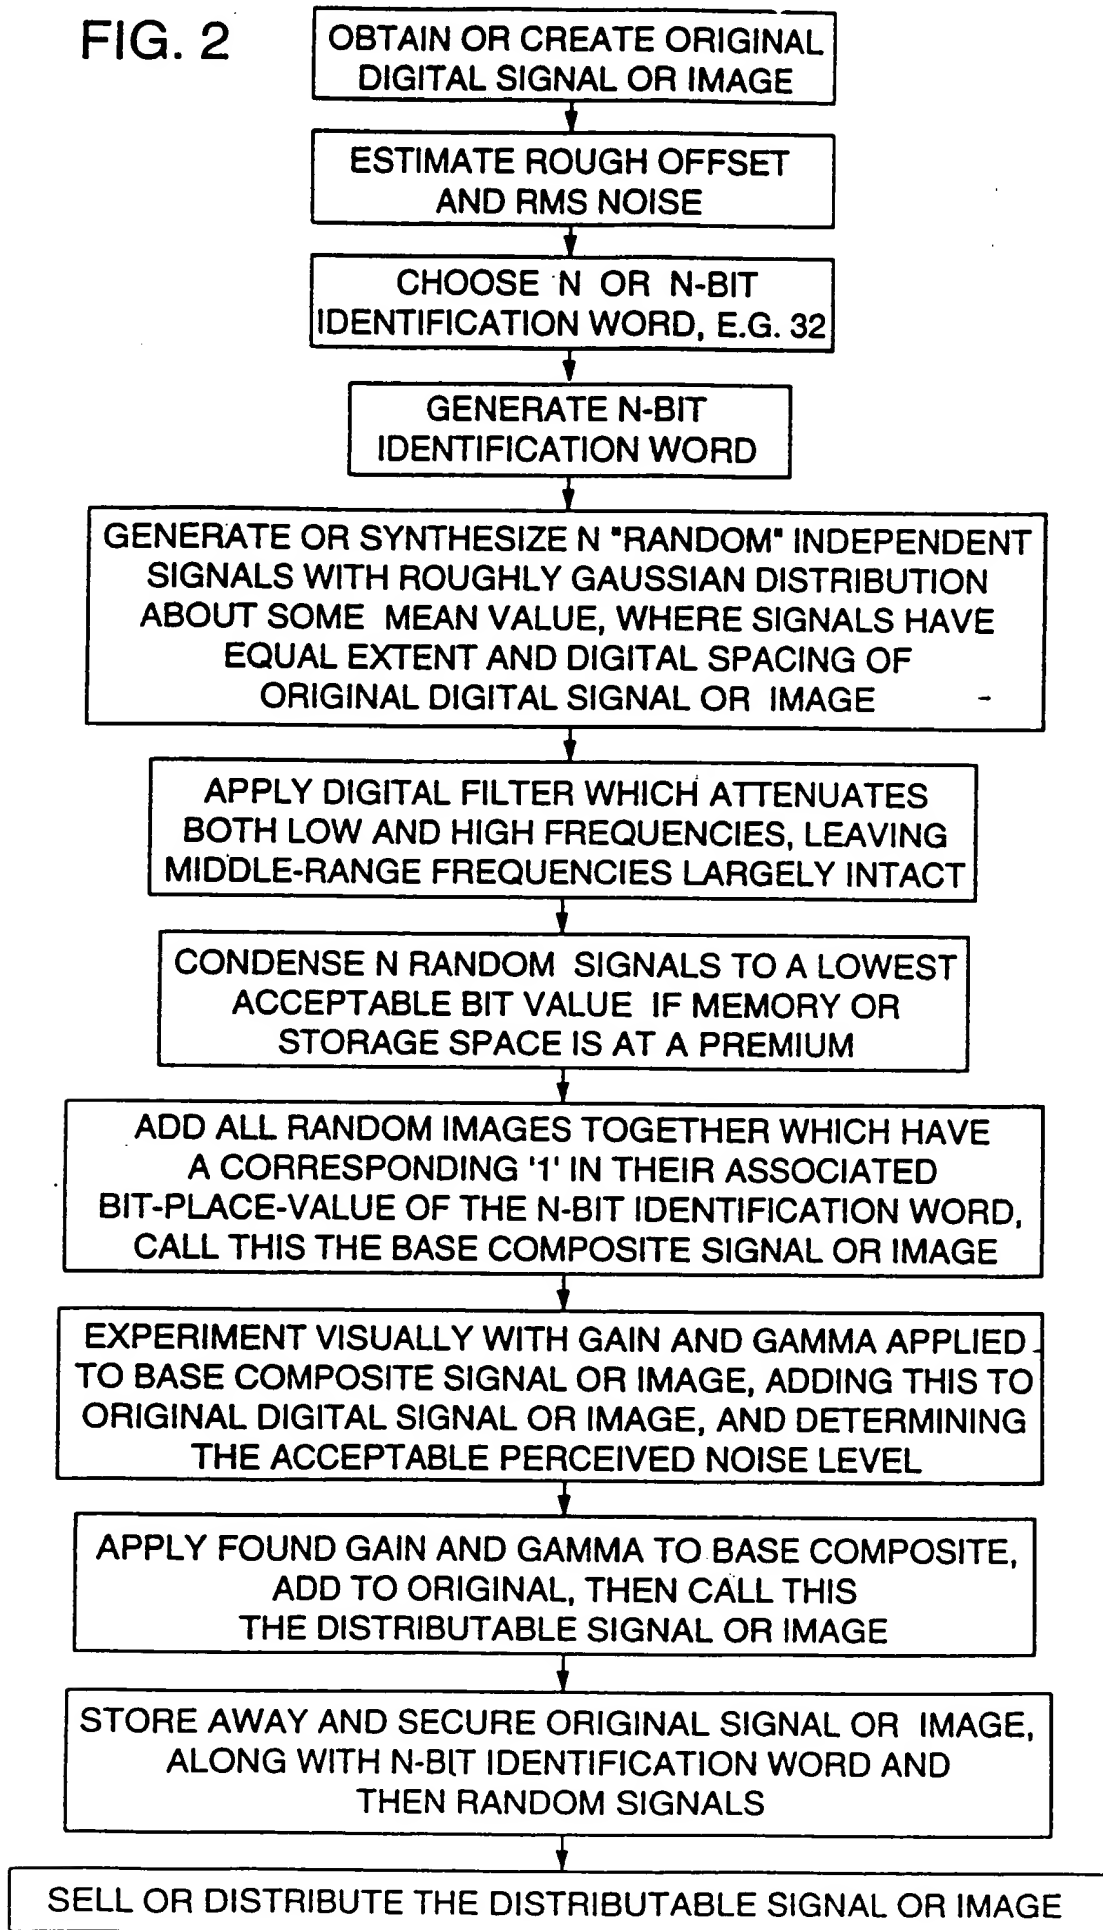 FIG. 2
OBTAIN OR CREATE ORIGINAL
DIGITAL SIGNAL OR IMAGE
ESTIMATE ROUGH OFFSET
AND RMS NOISE
CHOOSE N OR N-BIT
IDENTIFICATION WORD, E.G. 32
GENERATE N-BIT
IDENTIFICATION WORD
GENERATE OR SYNTHESIZE N "RANDOM" INDEPENDENT
SIGNALS WITH ROUGHLY GAUSSIAN DISTRIBUTION
ABOUT SOME MEAN VALUE, WHERE SIGNALS HAVE
EQUAL EXTENT AND DIGITAL SPACING OF
ORIGINAL DIGITAL SIGNAL OR IMAGE
APPLY DIGITAL FILTER WHICH ATTENUATES
BOTH LOW AND HIGH FREQUENCIES, LEAVING
MIDDLE-RANGE FREQUENCIES LARGELY INTACT
CONDENSE N RANDOM SIGNALS TO A LOWEST
ACCEPTABLE BIT VALUE IF MEMORY OR
STORAGE SPACE IS AT A PREMIUM
ADD ALL RANDOM IMAGES TOGETHER WHICH HAVE
A CORRESPONDING '1' IN THEIR ASSOCIATED
BIT-PLACE-VALUE OF THE N-BIT IDENTIFICATION WORD,
CALL THIS THE BASE COMPOSITE SIGNAL OR IMAGE
EXPERIMENT VISUALLY WITH GAIN AND GAMMA APPLIED
TO BASE COMPOSITE SIGNAL OR IMAGE, ADDING THIS TO
ORIGINAL DIGITAL SIGNAL OR IMAGE, AND DETERMINING
THE ACCEPTABLE PERCEIVED NOISE LEVEL
APPLY FOUND GAIN AND GAMMA TO BASE COMPOSITE,
ADD TO ORIGINAL, THEN CALL THIS
THE DISTRIBUTABLE SIGNAL OR IMAGE
STORE AWAY AND SECURE ORIGINAL SIGNAL OR IMAGE,
ALONG WITH N-BIT IDENTIFICATION WORD AND
THEN RANDOM SIGNALS
SELL OR DISTRIBUTE THE DISTRIBUTABLE SIGNAL OR IMAGE